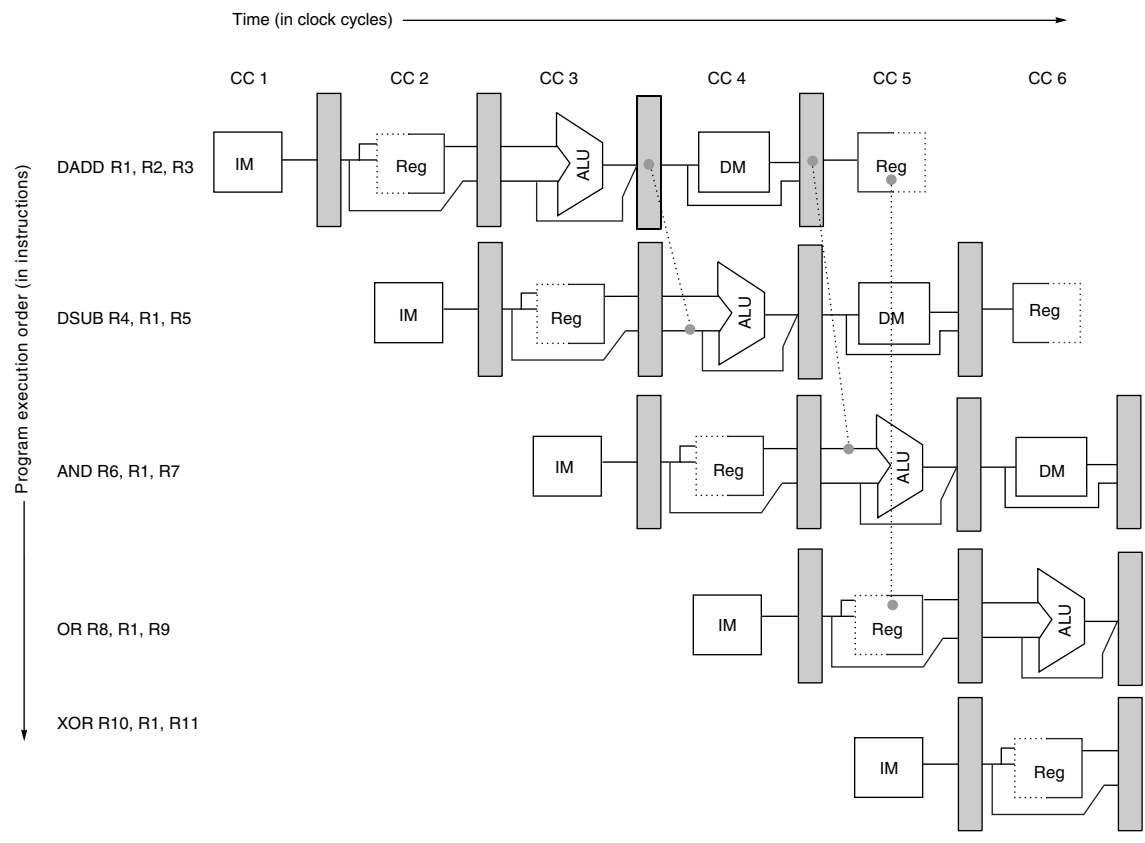 Time (in clock cycles)
CC 1 CC 2 CC 3 CC 4 CC 5 CC 6
Program execution order (in instructions)
DADD R1, R2, R3 IM Reg ALU DM Reg
DSUB R4, R1, R5 IM Reg ALU DM Reg
AND R6, R1, R7 IM Reg ALU DM
OR R8, R1, R9 IM Reg ALU
XOR R10, R1, R11
IM Reg